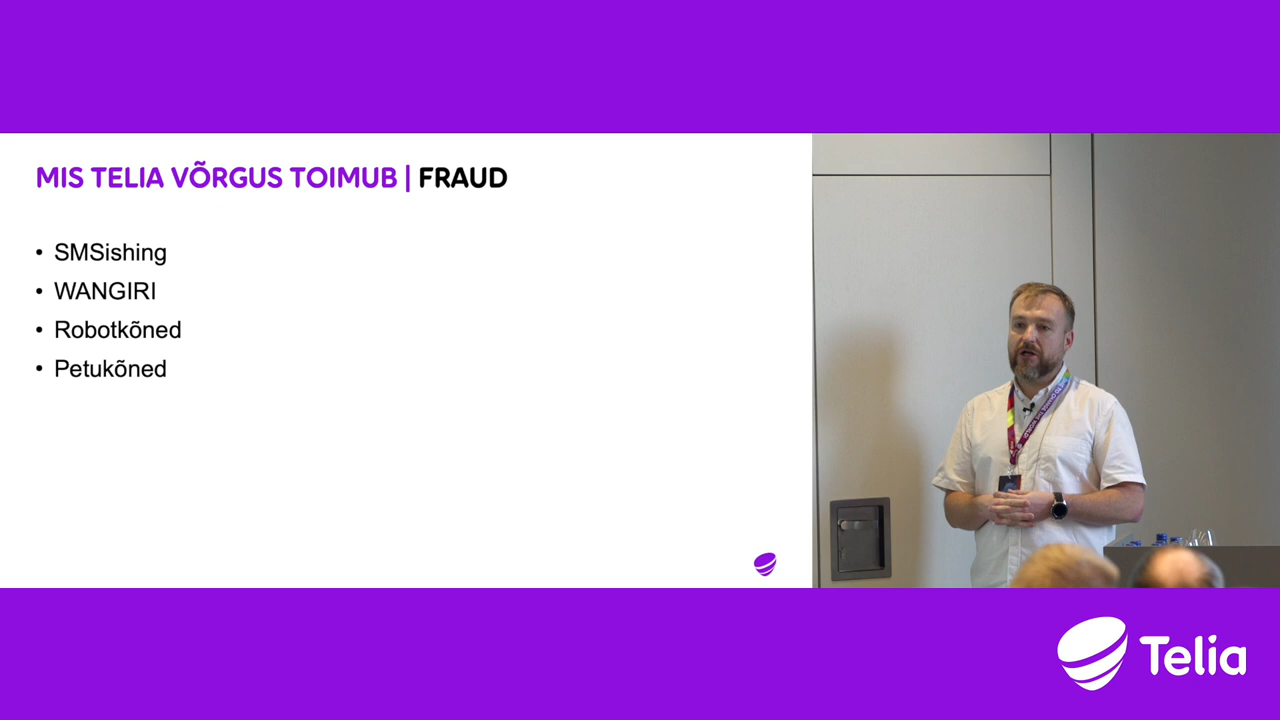 MIS TELIA VÕRGUS TOIMUB | FRAUD
• SMSishing
• WANGIRI
• Robotkõned
• Petukõned
Telia